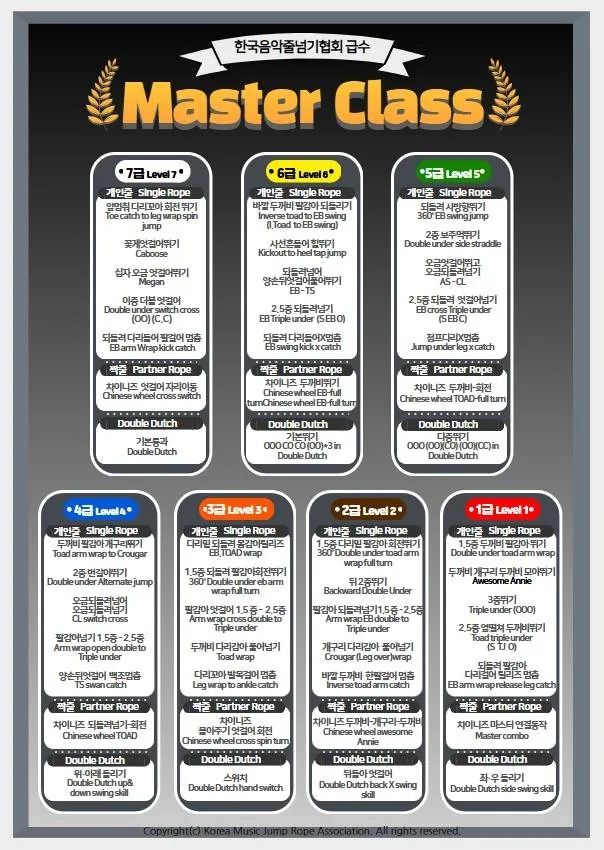 한국음악줄넘기협회 급수
Master Class
7급 Level 7
개인줄 Single Rope
앞멈춰 다리꼬아 회전 뛰기
Toe catch to leg wrap spin
jump
꽃게엇걸어뛰기
Caboose
십자 오금 엇걸어뛰기
Megan
이중 더블 엇걸어
Double under switch cross
(OO) (C,C)
되돌려 다리들어 팔걸어 멈춤
EB arm Wrap kick catch
짝줄 Partner Rope
차이니즈 엇걸어 자리이동
Chinese wheel cross switch
Double Dutch
기본통과
Double Dutch
6급 Level 6
개인줄 Single Rope
바깥 두꺼비 팔감아 되돌리기
Inverse toad to EB swing
(I,Toad to EB swing)
사선흔들어 힐뛰기
Kickout to heel tap jump
되돌려넘어
양손뒤엇걸어풀어뛰기
EB - TS
2.5중 되돌려넘기
EB Triple under (S EB O)
되돌려 다리들어X멈춤
EB swing kick x catch
짝줄 Partner Rope
차이니즈 두꺼비뛰기
Chinese wheel EB-full
turnChinese wheel EB-full turn
Double Dutch
기본뛰기
OOO CO CO (OO)*3 in
Double Dutch
5급 Level 5
개인줄 Single Rope
되돌려 사방향뛰기
360° EB swing jump
2중 보주먹뛰기
Double under side straddle
오금엇걸어뛰고
오금되돌려넘기
AS - CL
2.5중 되돌려 엇걸어넘기
EB cross Triple under
(S EB C)
점프다리X멈춤
Jump under leg x catch
짝줄 Partner Rope
차이니즈 두꺼비-회전
Chinese wheel TOAD-full turn
Double Dutch
다중뛰기
OOO (OO)(CO) (OO)(CC) in
Double Dutch
4급 Level 4
개인줄 Single Rope
두꺼비 팔감아 개구리뛰기
Toad arm wrap to Crougar
2중 번갈아뛰기
Double under Alternate jump
오금되돌려넘어
오금되돌려넘기
CL switch cross
팔감어넘기 1.5중 - 2.5중
Arm wrap open double to
Triple under
양손뒤엇걸어 백조멈춤
TS swan catch
짝줄 Partner Rope
차이니즈 되돌려넘기-회전
Chinese wheel TOAD
Double Dutch
위·아래 돌리기
Double Dutch up&
down swing skill
3급 Level 3
개인줄 Single Rope
다리밑 되돌려 몸감아릴리즈
EB,TOAD wrap
1.5중 되돌려 팔감아회전뛰기
360° Double under eb arm
wrap full turn
팔감아 엇걸어 1.5 중 - 2.5중
Arm wrap cross double to
Triple under
두꺼비 다리감아 풀어넘기
Toad wrap
다리꼬아 발목걸어 멈춤
Leg wrap to ankle catch
짝줄 Partner Rope
차이니즈
몰아주기 엇걸어 회전
Chinese wheel cross spin turn
Double Dutch
스위치
Double Dutch hand switch
2급 Level 2
개인줄 Single Rope
1.5중 다리밑 팔감아 회전뛰기
360° Double under toad arm
wrap full turn
뒤 2중뛰기
Backward Double Under
팔감아 되돌려넘기1.5중 -2.5중
Arm wrap EB double to
Triple under
개구리 다리감아 풀어넘기
Crougar (Leg over)wrap
바깥 두꺼비 한팔걸어 멈춤
Inverse toad arm catch
짝줄 Partner Rope
차이니즈 두꺼비-개구리-두꺼비
Chinese wheel awesome
Annie
Double Dutch
뒤돌아 엇걸어
Double Dutch back X swing
skill
1급 Level 1
개인줄 Single Rope
1.5중 두꺼비 팔감아 뛰기
Double under toad arm wrap
두꺼비 개구리 두꺼비 모아뛰기
Awesome Annie
3중뛰기
Triple under (OOO)
2.5중 옆떨쳐 두꺼비뛰기
Toad triple under
(S TJ O)
되돌려 팔감아
다리걸어 릴리즈 멈춤
EB arm wrap release leg catch
짝줄 Partner Rope
차이니즈 마스터 연결동작
Master combo
Double Dutch
좌·우 돌리기
Double Dutch side swing skill
Copyright(c) Korea Music Jump Rope Association. All rights reserved.